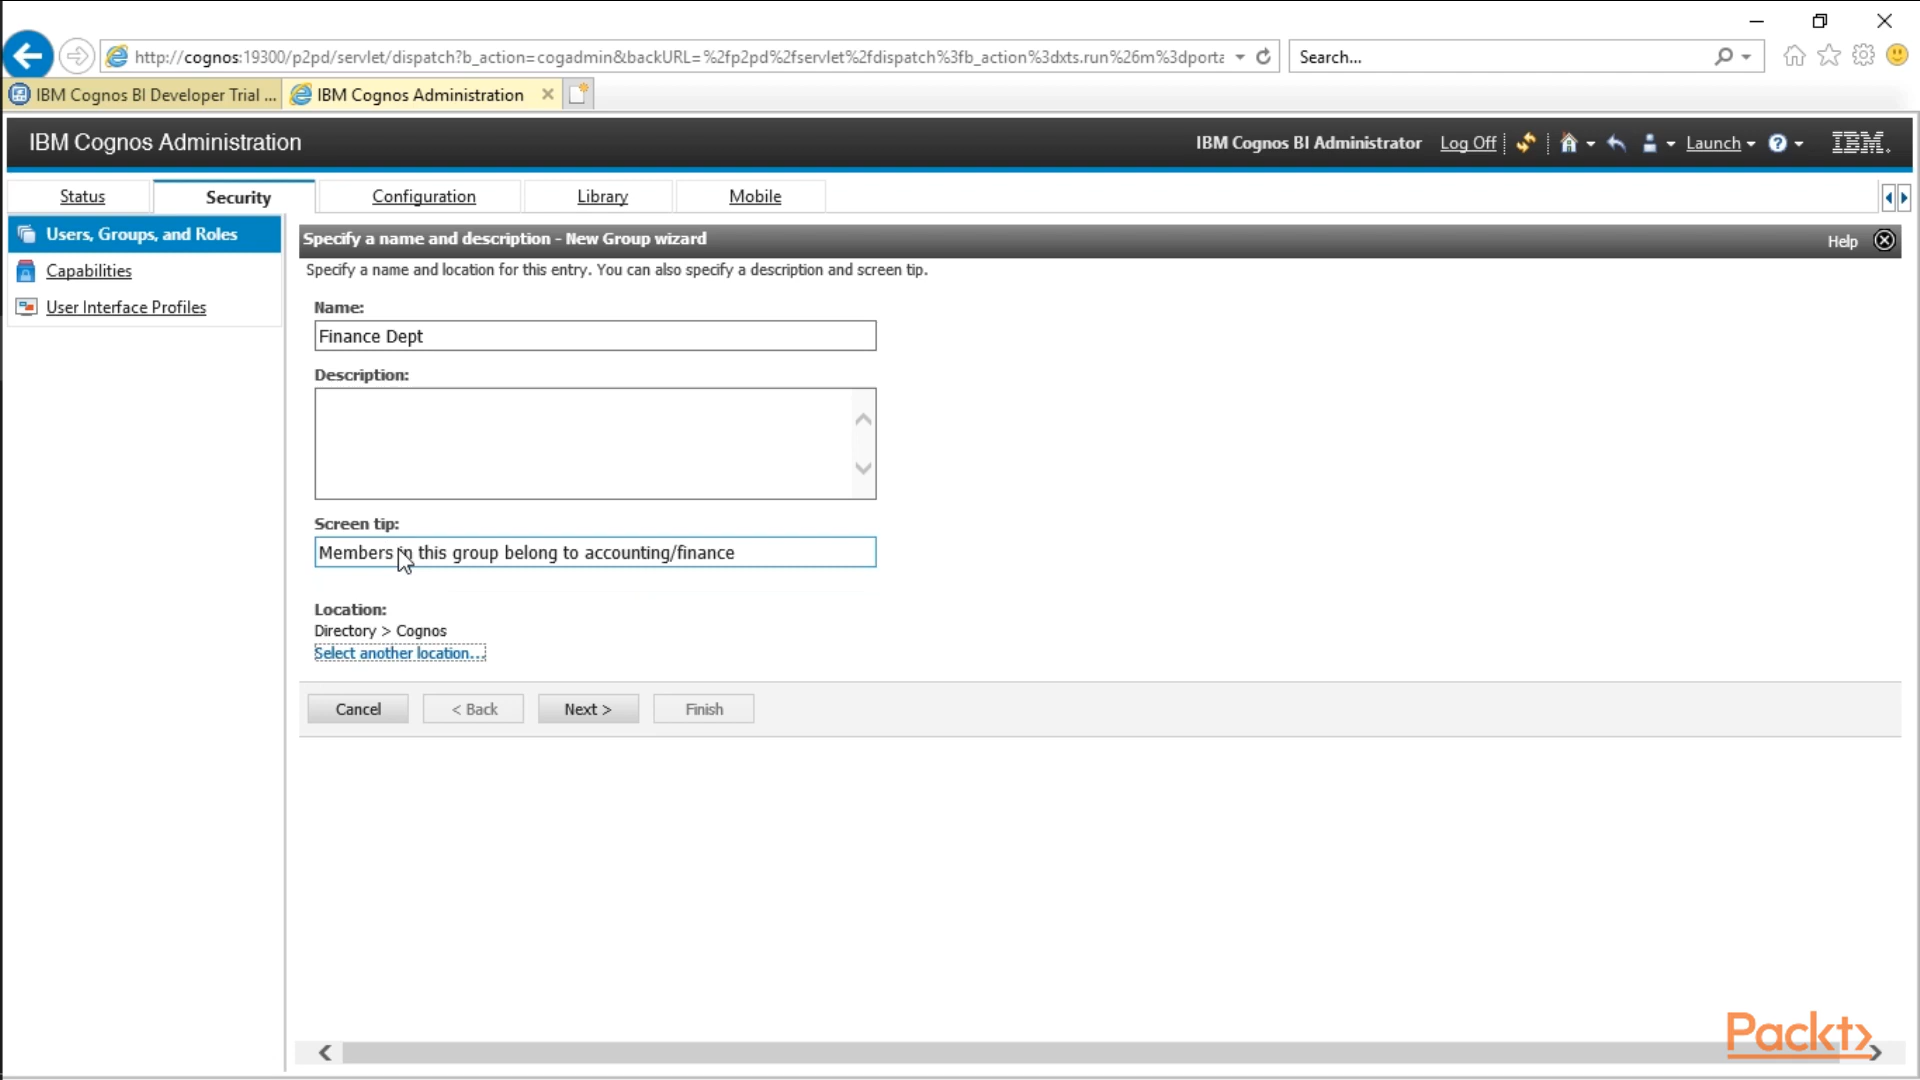 http://cognos:19300/p2pd/servlet/dispatch?b_action=cogadmin&backURL=%2fp2pd%2fservlet%2fdispatch%3fb_action%3dxts.run%26m%3dporta
Search...
IBM Cognos BI Developer Trial ...
IBM Cognos Administration
IBM Cognos Administration
IBM Cognos BI Administrator Log Off Launch IBM.
Status
Security
Configuration
Library
Mobile
Users, Groups, and Roles
Capabilities
User Interface Profiles
Specify a name and description - New Group wizard
Help
Specify a name and location for this entry. You can also specify a description and screen tip.
Name:
Finance Dept
Description:
Screen tip:
Members in this group belong to accounting/finance
Location:
Directory > Cognos
Select another location...
Cancel
< Back
Next >
Finish
Packt>